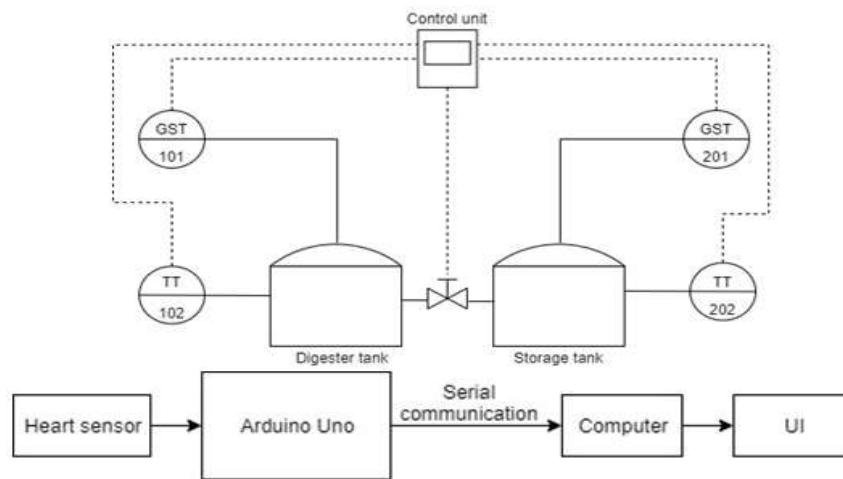 Control unit
GST
101
GST
201
TT
102
TT
202
Digester tank
Storage tank
Heart sensor
Arduino Uno
Serial
communication
Computer
UI